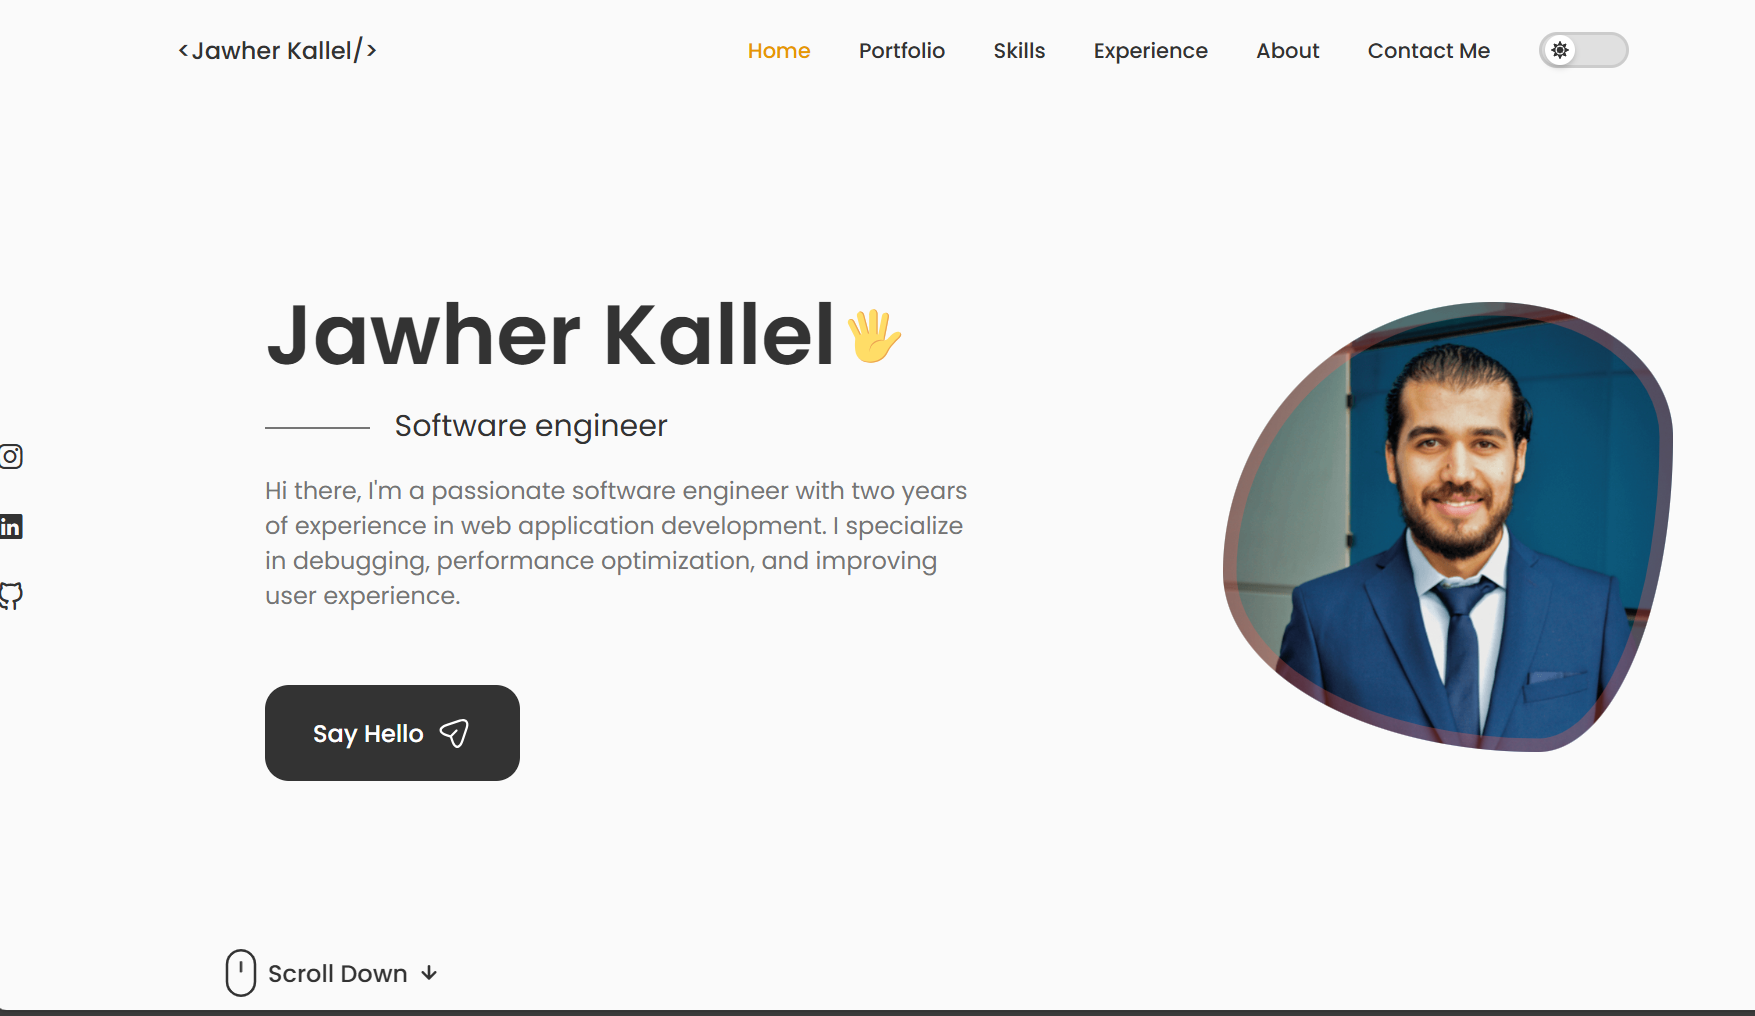 <Jawher Kallel/>
Home
Portfolio
Skills
Experience
About
Contact Me
Jawher Kallel🖐
Software engineer
Hi there, I'm a passionate software engineer with two years
of experience in web application development. I specialize
in debugging, performance optimization, and improving
user experience.
Say Hello
Scroll Down ↓